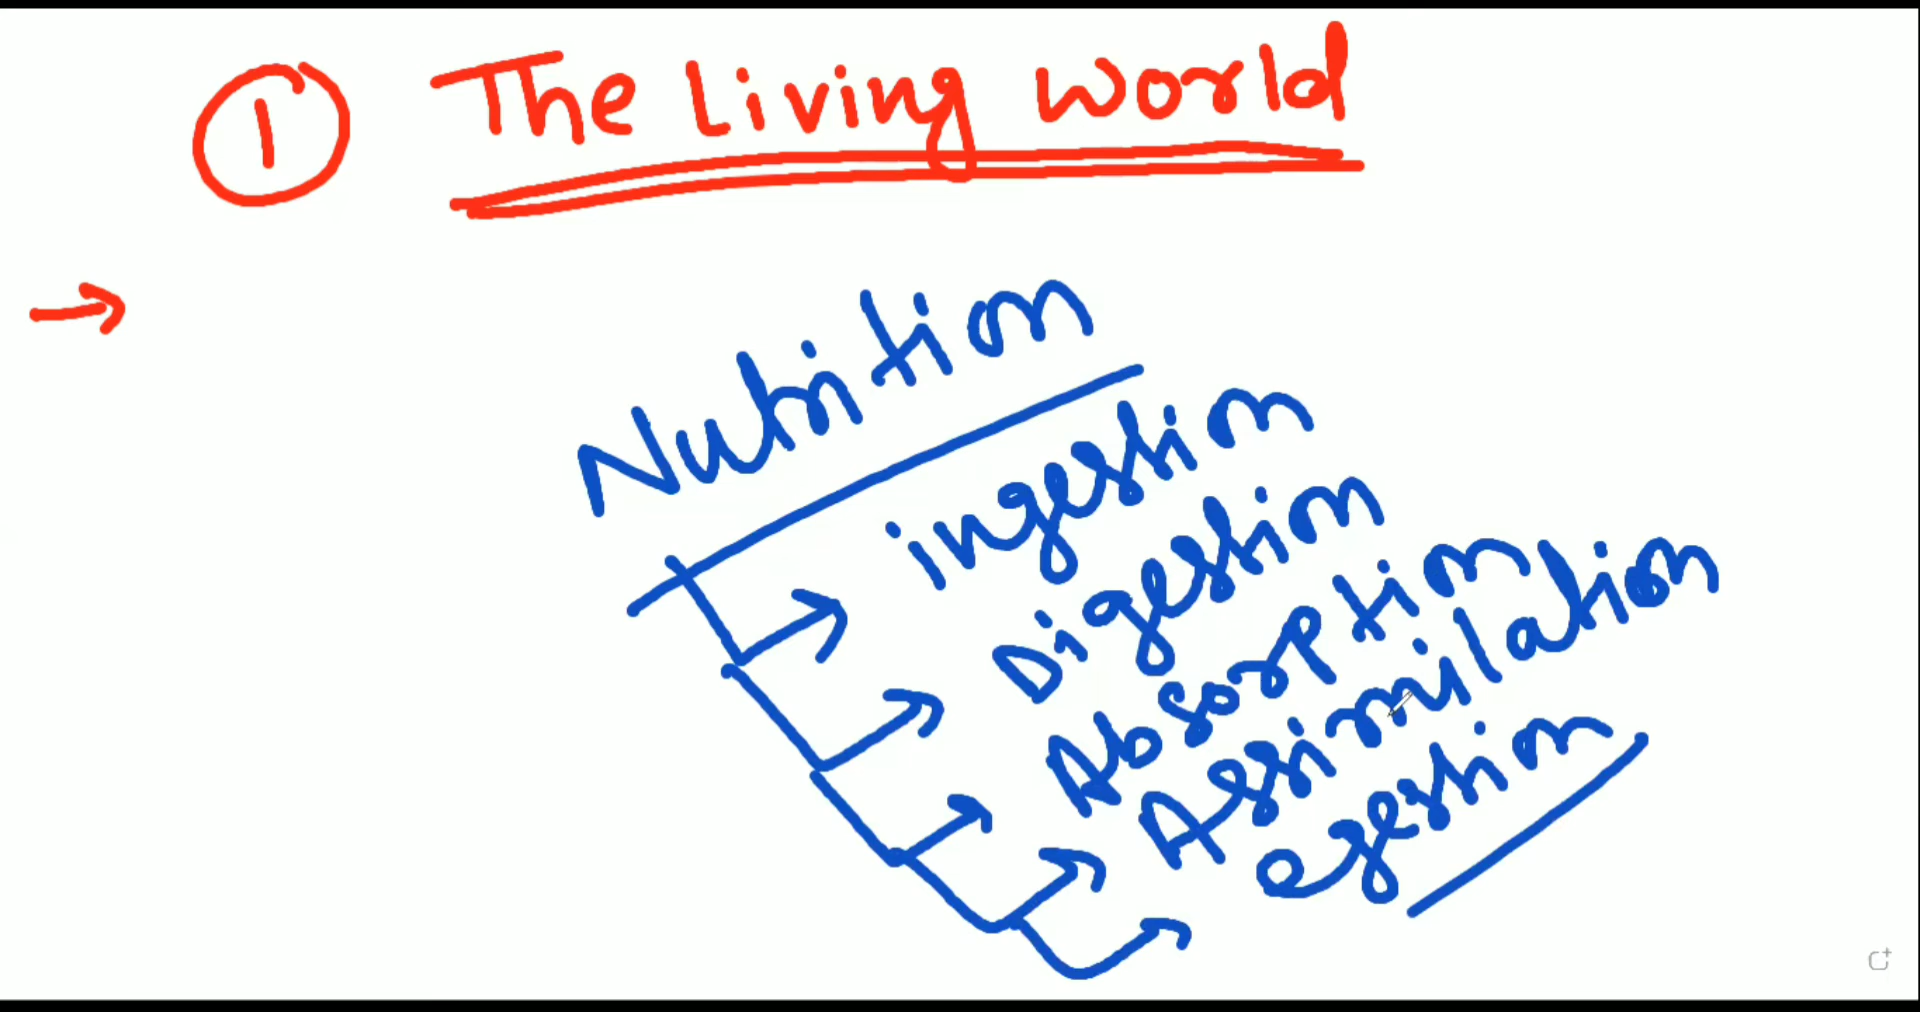 ① The Living World
→
Nutrition
→ ingestion
→ Digestion
→ Absorption
→ Assimilation
→ egestion